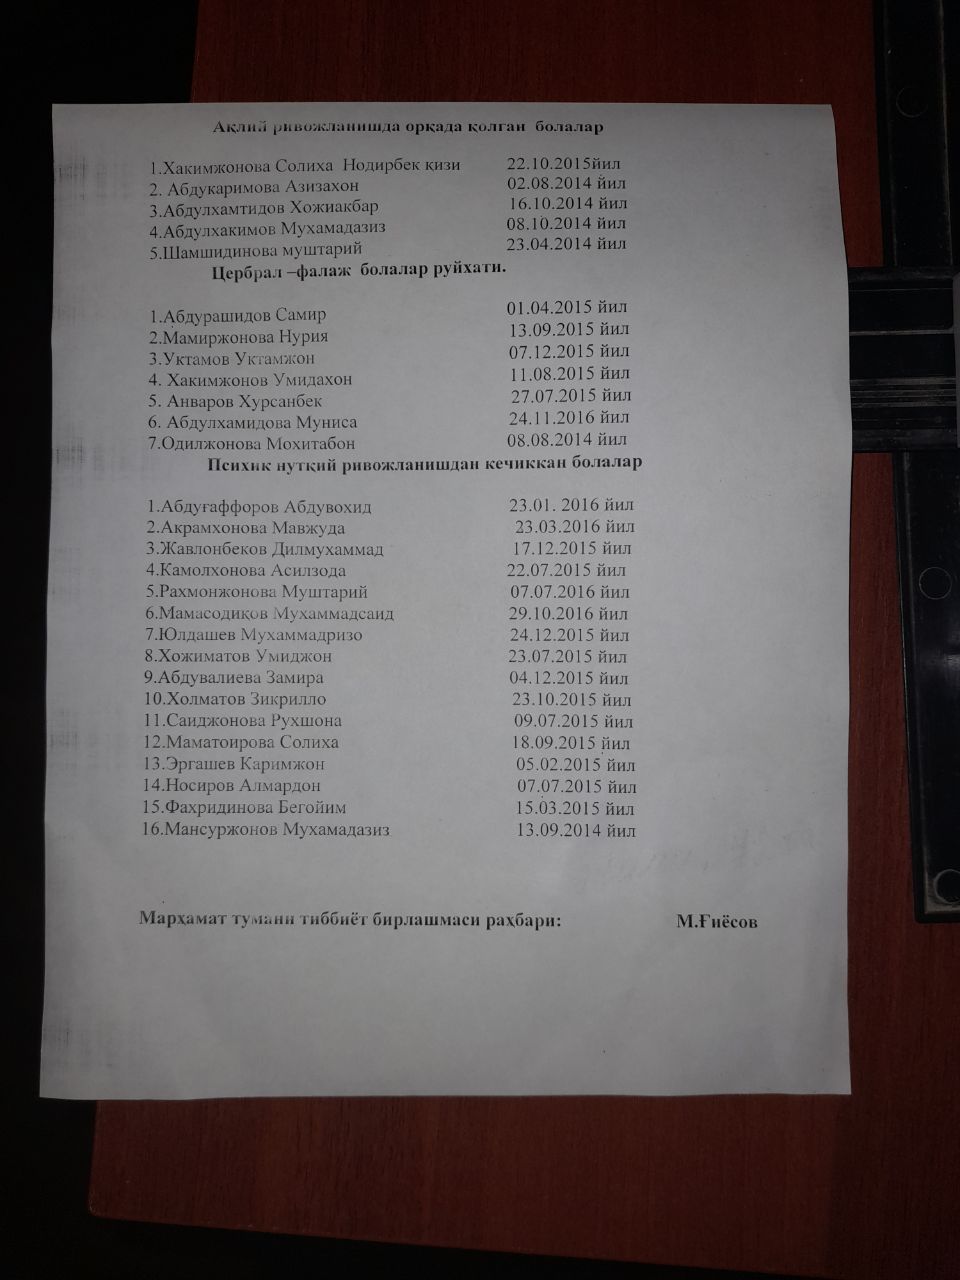 Ақлий ривожланишда орқада қолган болалар
1.Хакимжонова Солиха Нодирбек қизи 22.10.2015йил
2. Абдукаримова Азизахон 02.08.2014 йил
3.Абдулхамтидов Хожиакбар 16.10.2014 йил
4.Абдулхакимов Мухамадазиз 08.10.2014 йил
5.Шамшидинова муштарий 23.04.2014 йил
Цербрал –фалаж болалар руйхати.
1.Абдурашидов Самир 01.04.2015 йил
2.Мамиржонова Нурия 13.09.2015 йил
3.Уктамов Уктамжон 07.12.2015 йил
4. Хакимжонов Умидахон 11.08.2015 йил
5. Анваров Хурсанбек 27.07.2015 йил
6. Абдулхамидова Муниса 24.11.2016 йил
7.Одилжонова Мохитабон 08.08.2014 йил
Психик нутқий ривожланишдан кечиккан болалар
1.Абдуғаффоров Абдувохид 23.01. 2016 йил
2.Акрамхонова Мавжуда 23.03.2016 йил
3.Жавлонбеков Дилмухаммад 17.12.2015 йил
4.Камолхонова Асилзода 22.07.2015 йил
5.Рахмонжонова Муштарий 07.07.2016 йил
6.Мамасодиқов Мухаммадсаид 29.10.2016 йил
7.Юлдашев Мухаммадризо 24.12.2015 йил
8.Хожиматов Умиджон 23.07.2015 йил
9.Абдувалиева Замира 04.12.2015 йил
10.Холматов Зикрилло 23.10.2015 йил
11.Саиджонова Рухшона 09.07.2015 йил
12.Маматоирова Солиха 18.09.2015 йил
13.Эргашев Каримжон 05.02.2015 йил
14.Носиров Алмардон 07.07.2015 йил
15.Фахридинова Бегойим 15.03.2015 йил
16.Мансуржонов Мухамадазиз 13.09.2014 йил
Марҳамат тумани тиббиёт бирлашмаси раҳбари: М.Ғиёсов